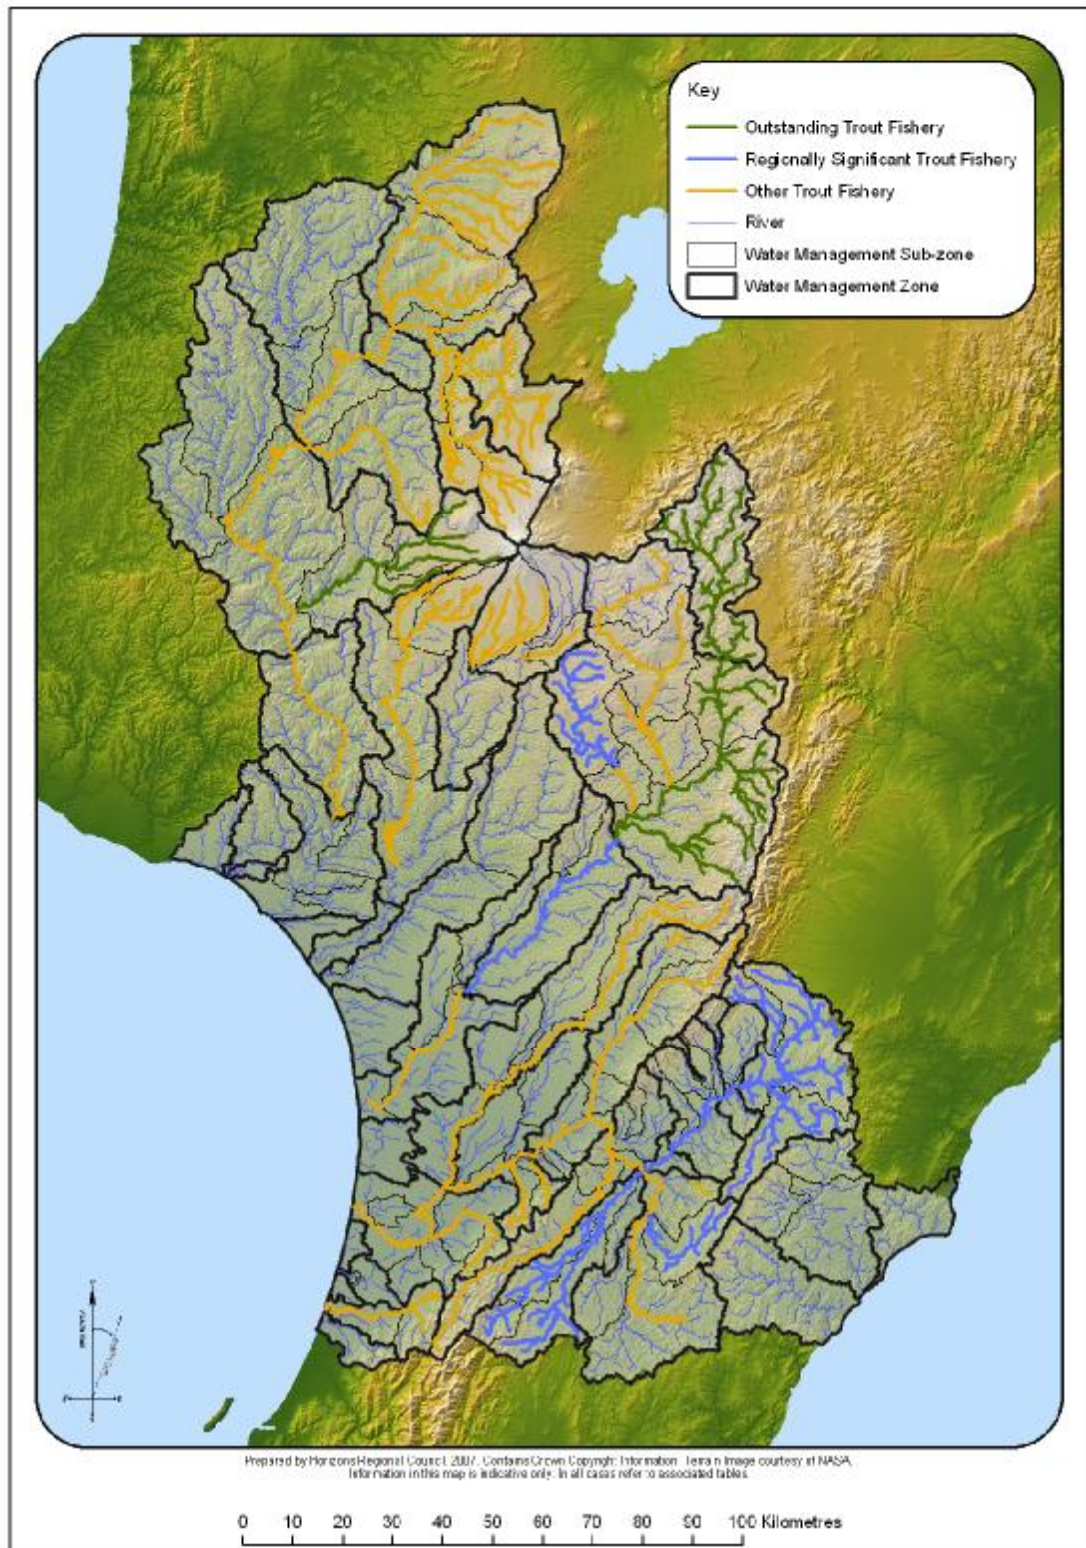 Key
Outstanding Trout Fishery
Regionally Significant Trout Fishery
Other Trout Fishery
River
Water Management Sub-zone
Water Management Zone
Prepared by Horizons Regional Council 2007. Contains Crown Copyright Information. Terrain Image courtesy of NASA.
Information in this map is indicative only. In all cases refer to associated tables.
0 10 20 30 40 50 60 70 80 90 100 Kilometres